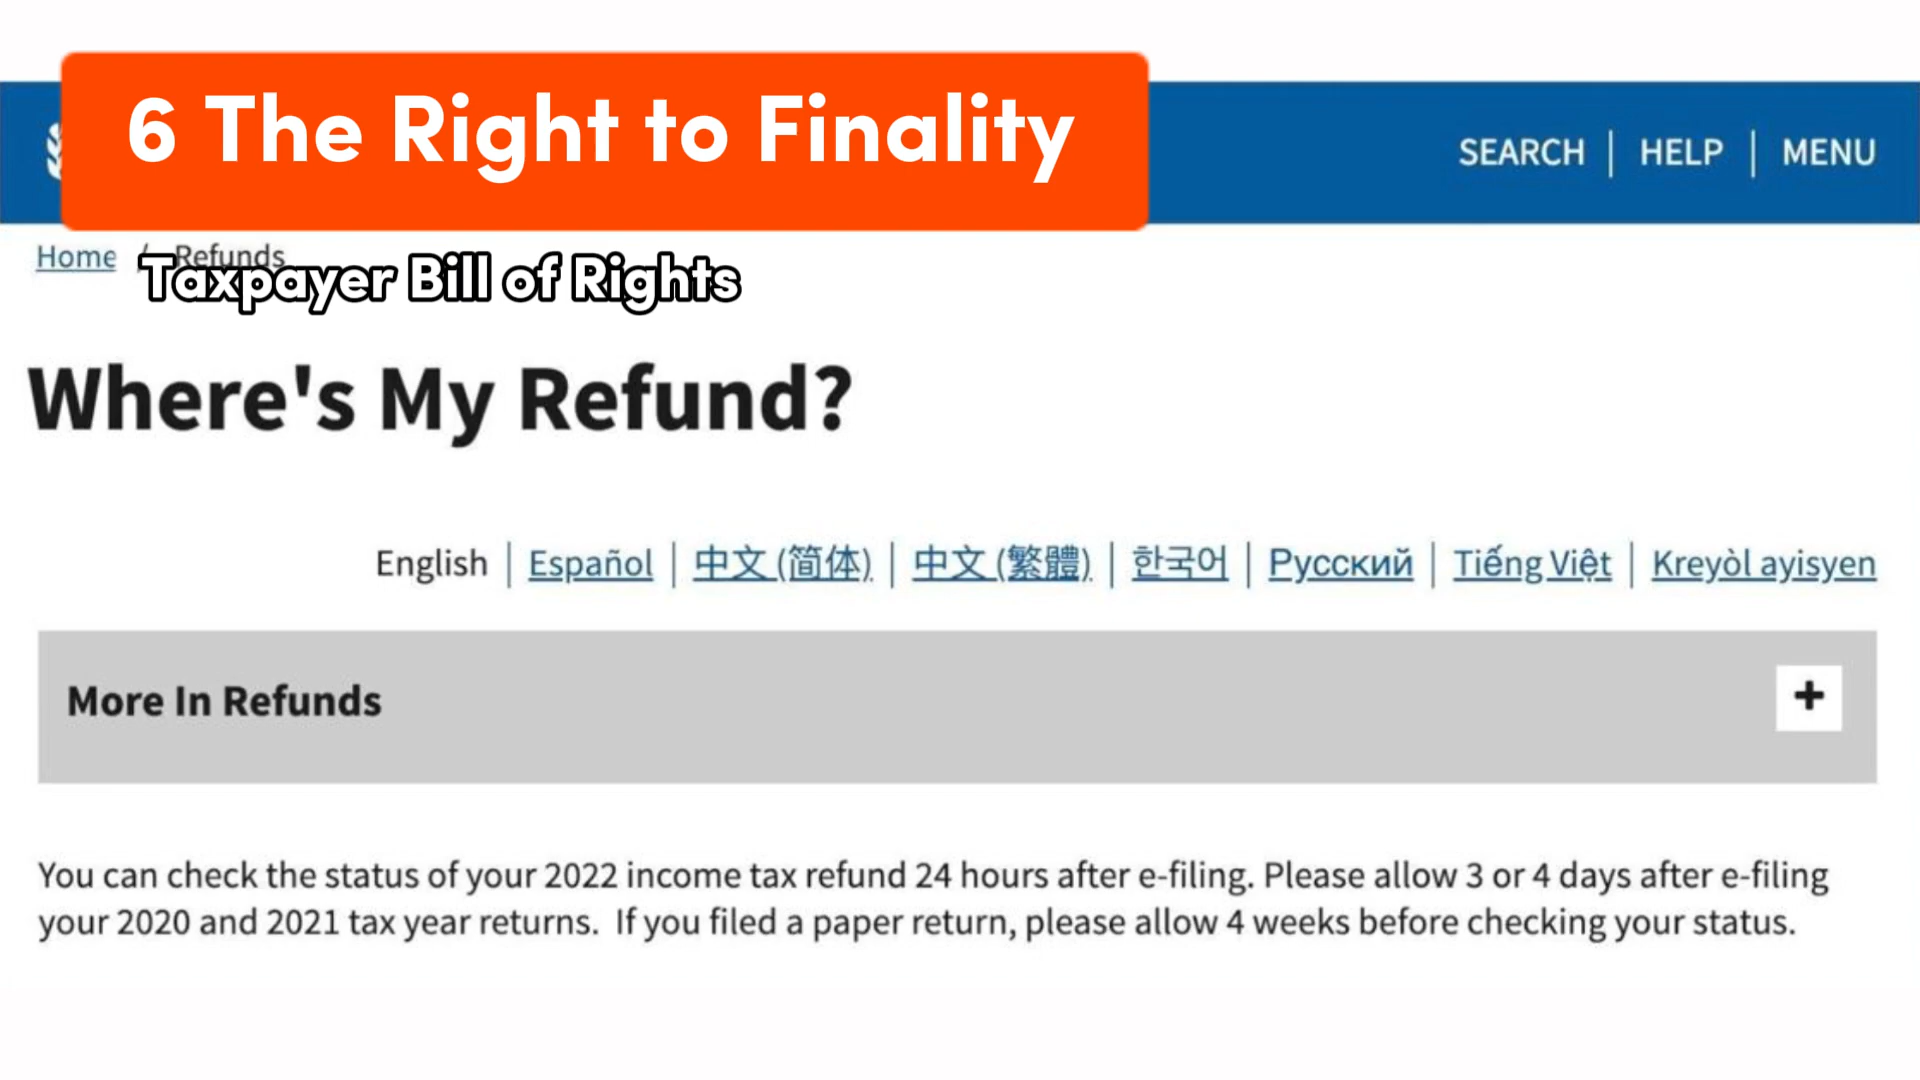 6 The Right to Finality
SEARCH | HELP | MENU
Home / Refunds
Taxpayer Bill of Rights
Where's My Refund?
English | Español | 中文 (简体) | 中文 (繁體) | 한국어 | Русский | Tiếng Việt | Kreyòl ayisyen
More In Refunds +
You can check the status of your 2022 income tax refund 24 hours after e-filing. Please allow 3 or 4 days after e-filing
your 2020 and 2021 tax year returns. If you filed a paper return, please allow 4 weeks before checking your status.